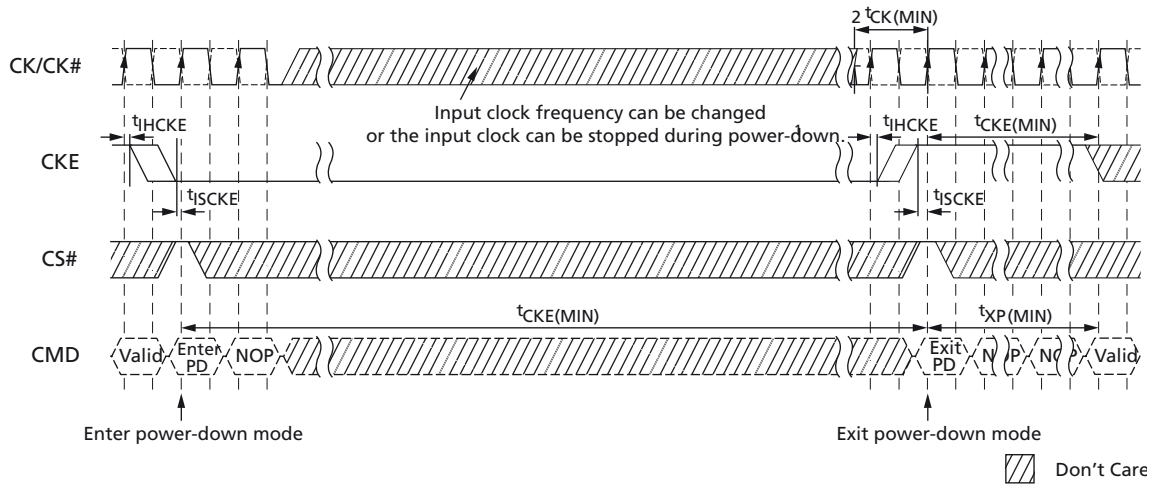 2 tCK(MIN)
CK/CK#
Input clock frequency can be changed
or the input clock can be stopped during power-down.
tIHCKE
tIHCKE
tCKE(MIN)
CKE
tISCKE
tISCKE
CS#
tCKE(MIN)
tXP(MIN)
CMD
Valid
Enter
PD
NOP
Exit
PD
NOP
NOP
Valid
Enter power-down mode
Exit power-down mode
Don't Care